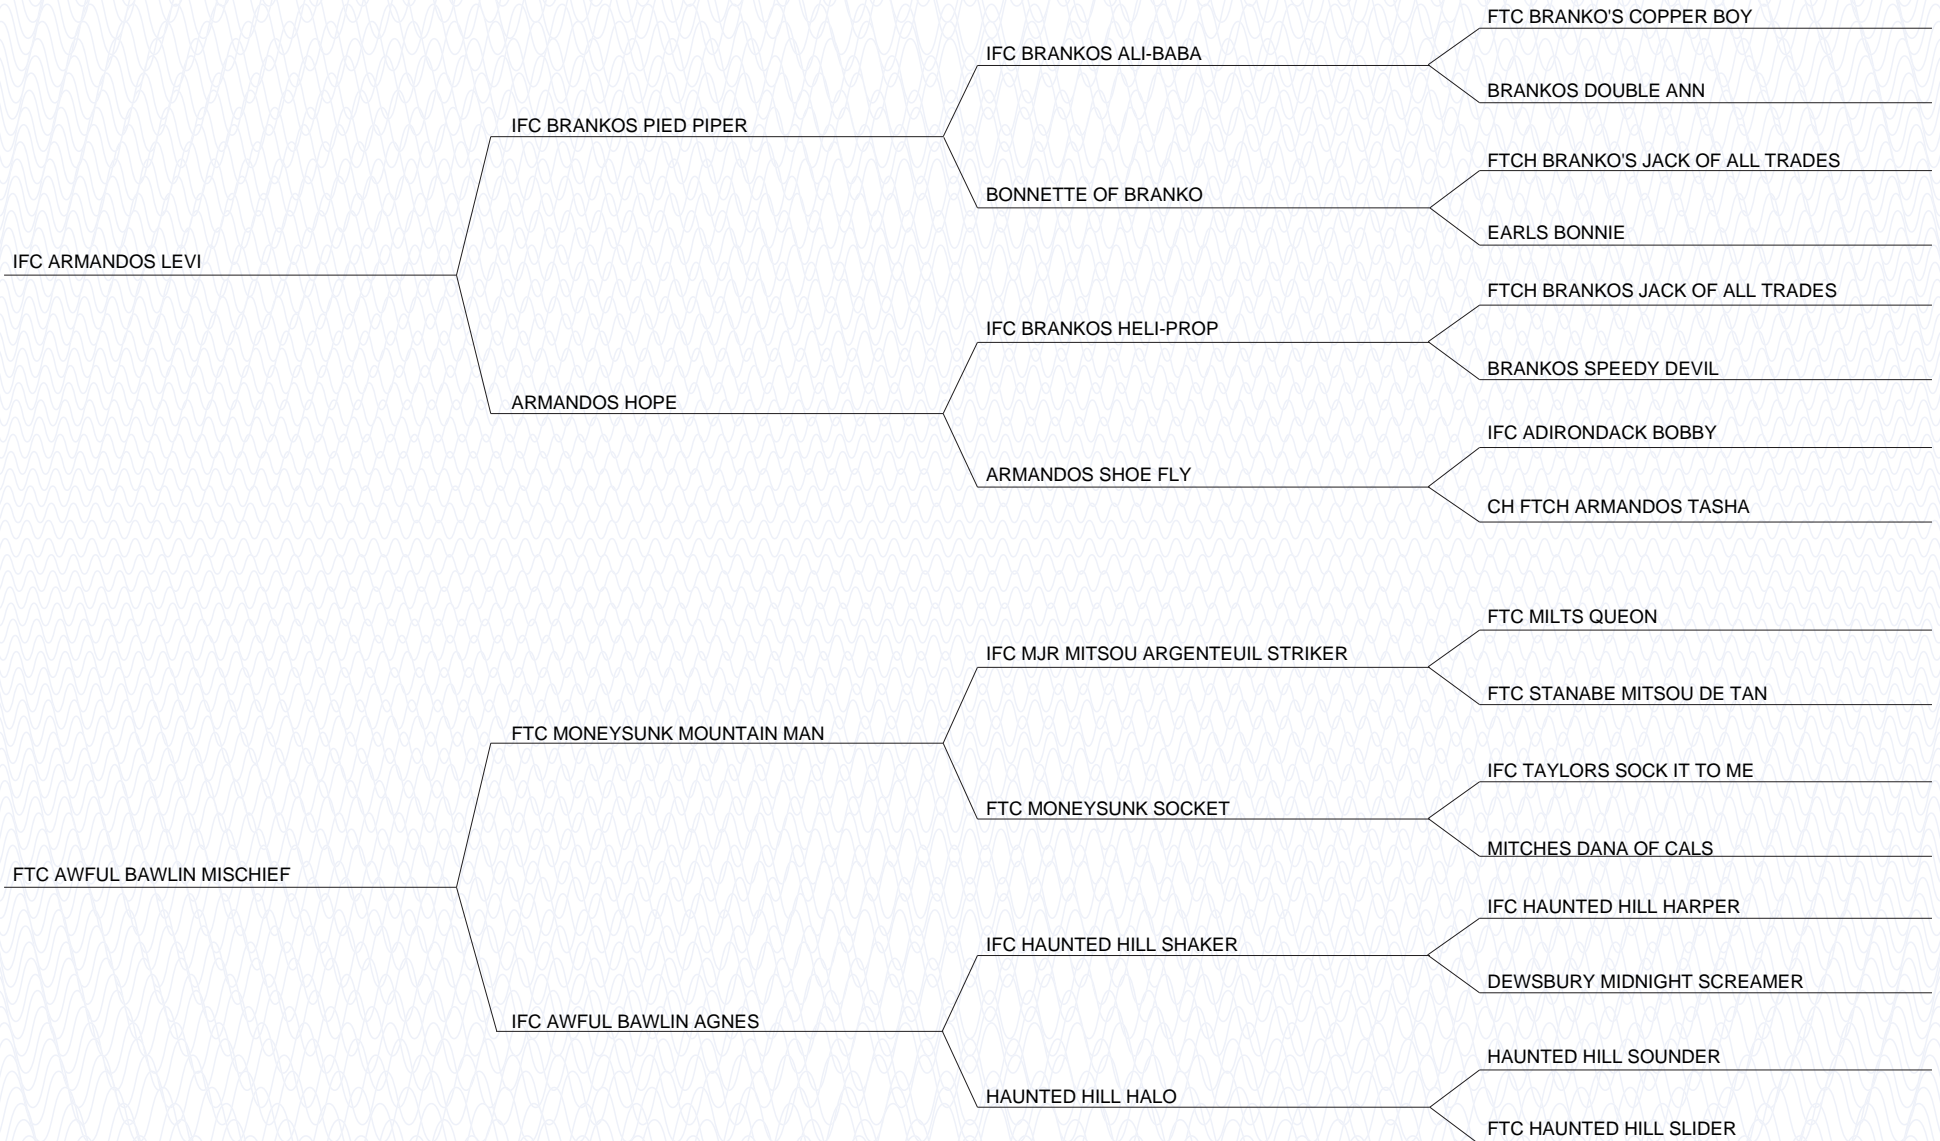 FTC BRANKO'S COPPER BOY
IFC BRANKOS ALI-BABA
BRANKOS DOUBLE ANN
IFC BRANKOS PIED PIPER
FTCH BRANKO'S JACK OF ALL TRADES
BONNETTE OF BRANKO
EARLS BONNIE
IFC ARMANDOS LEVI
FTCH BRANKOS JACK OF ALL TRADES
IFC BRANKOS HELI-PROP
BRANKOS SPEEDY DEVIL
ARMANDOS HOPE
IFC ADIRONDACK BOBBY
ARMANDOS SHOE FLY
CH FTCH ARMANDOS TASHA
FTC MILTS QUEON
IFC MJR MITSOU ARGENTEUIL STRIKER
FTC STANABE MITSOU DE TAN
FTC MONEYSUNK MOUNTAIN MAN
IFC TAYLORS SOCK IT TO ME
FTC MONEYSUNK SOCKET
MITCHES DANA OF CALS
FTC AWFUL BAWLIN MISCHIEF
IFC HAUNTED HILL HARPER
IFC HAUNTED HILL SHAKER
DEWSBURY MIDNIGHT SCREAMER
IFC AWFUL BAWLIN AGNES
HAUNTED HILL SOUNDER
HAUNTED HILL HALO
FTC HAUNTED HILL SLIDER